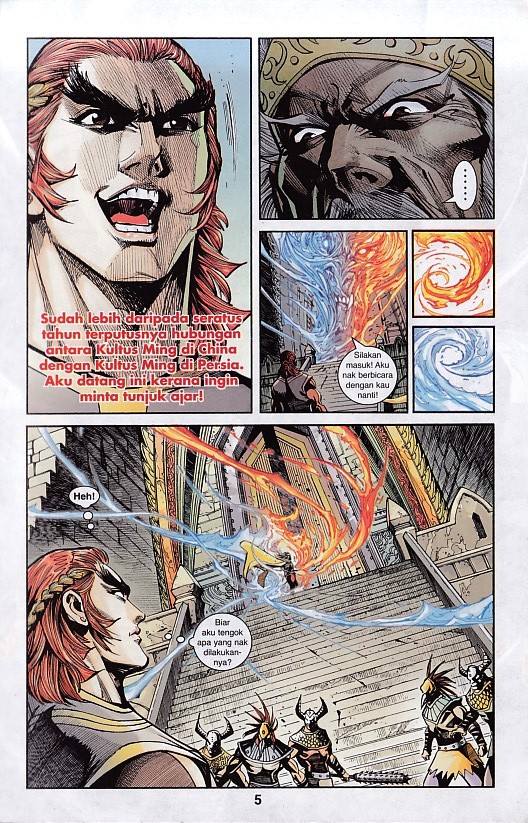 Sudah lebih daripada seratus
tahun terputusnya hubungan
antara Kultus Ming di China
dengan Kultus Ming di Persia.
Aku datang ini kerana ingin
minta tunjuk ajar!
......
Silakan
masuk! Aku
nak berbicara
dengan kau
nanti!
Heh!
Biar
aku tengok
apa yang nak
dilakukan-
nya?
5